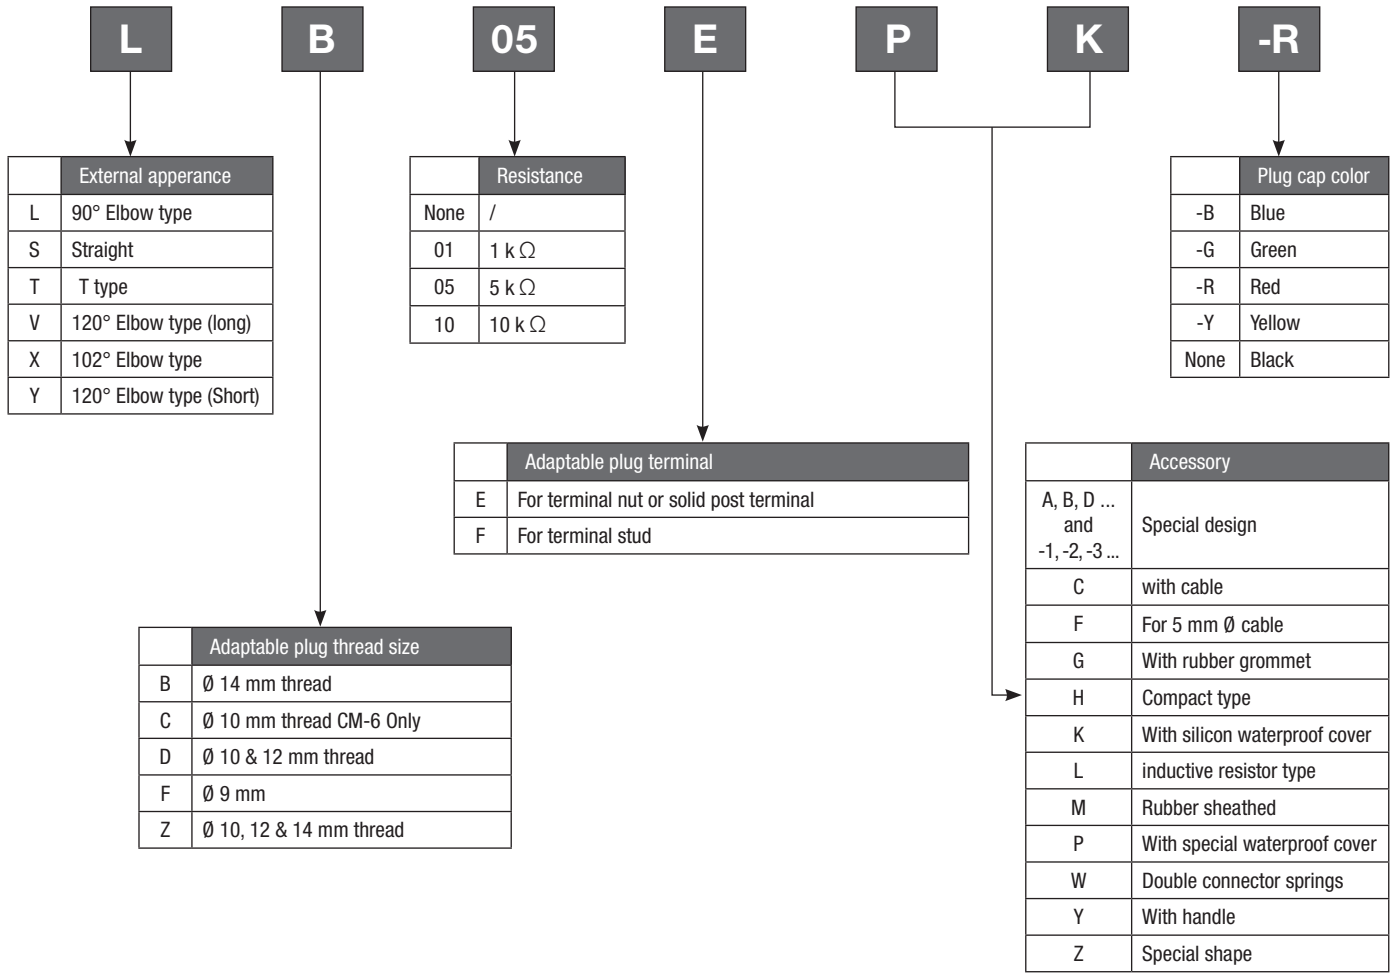 L B 05 E P K -R
External apperance
L 90° Elbow type
S Straight
T T type
V 120° Elbow type (long)
X 102° Elbow type
Y 120° Elbow type (Short)
Resistance
None /
01 1 k Ω
05 5 k Ω
10 10 k Ω
Plug cap color
-B Blue
-G Green
-R Red
-Y Yellow
None Black
Adaptable plug terminal
E For terminal nut or solid post terminal
F For terminal stud
Adaptable plug thread size
B Ø 14 mm thread
C Ø 10 mm thread CM-6 Only
D Ø 10 & 12 mm thread
F Ø 9 mm
Z Ø 10, 12 & 14 mm thread
Accessory
A, B, D ...
and
-1, -2, -3 ...
Special design
C with cable
F For 5 mm Ø cable
G With rubber grommet
H Compact type
K With silicon waterproof cover
L inductive resistor type
M Rubber sheathed
P With special waterproof cover
W Double connector springs
Y With handle
Z Special shape